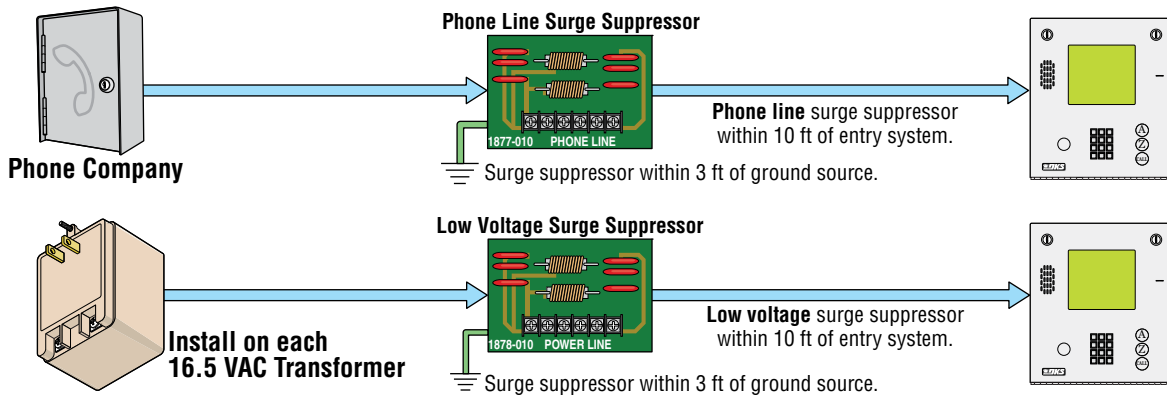 Phone Line Surge Suppressor
1877-010 PHONE LINE
Phone line surge suppressor
within 10 ft of entry system.
A
Z
CALL
Phone Company
Surge suppressor within 3 ft of ground source.
Low Voltage Surge Suppressor
1878-010 POWER LINE
Low voltage surge suppressor
within 10 ft of entry system.
A
Z
CALL
Install on each
16.5 VAC Transformer
Surge suppressor within 3 ft of ground source.